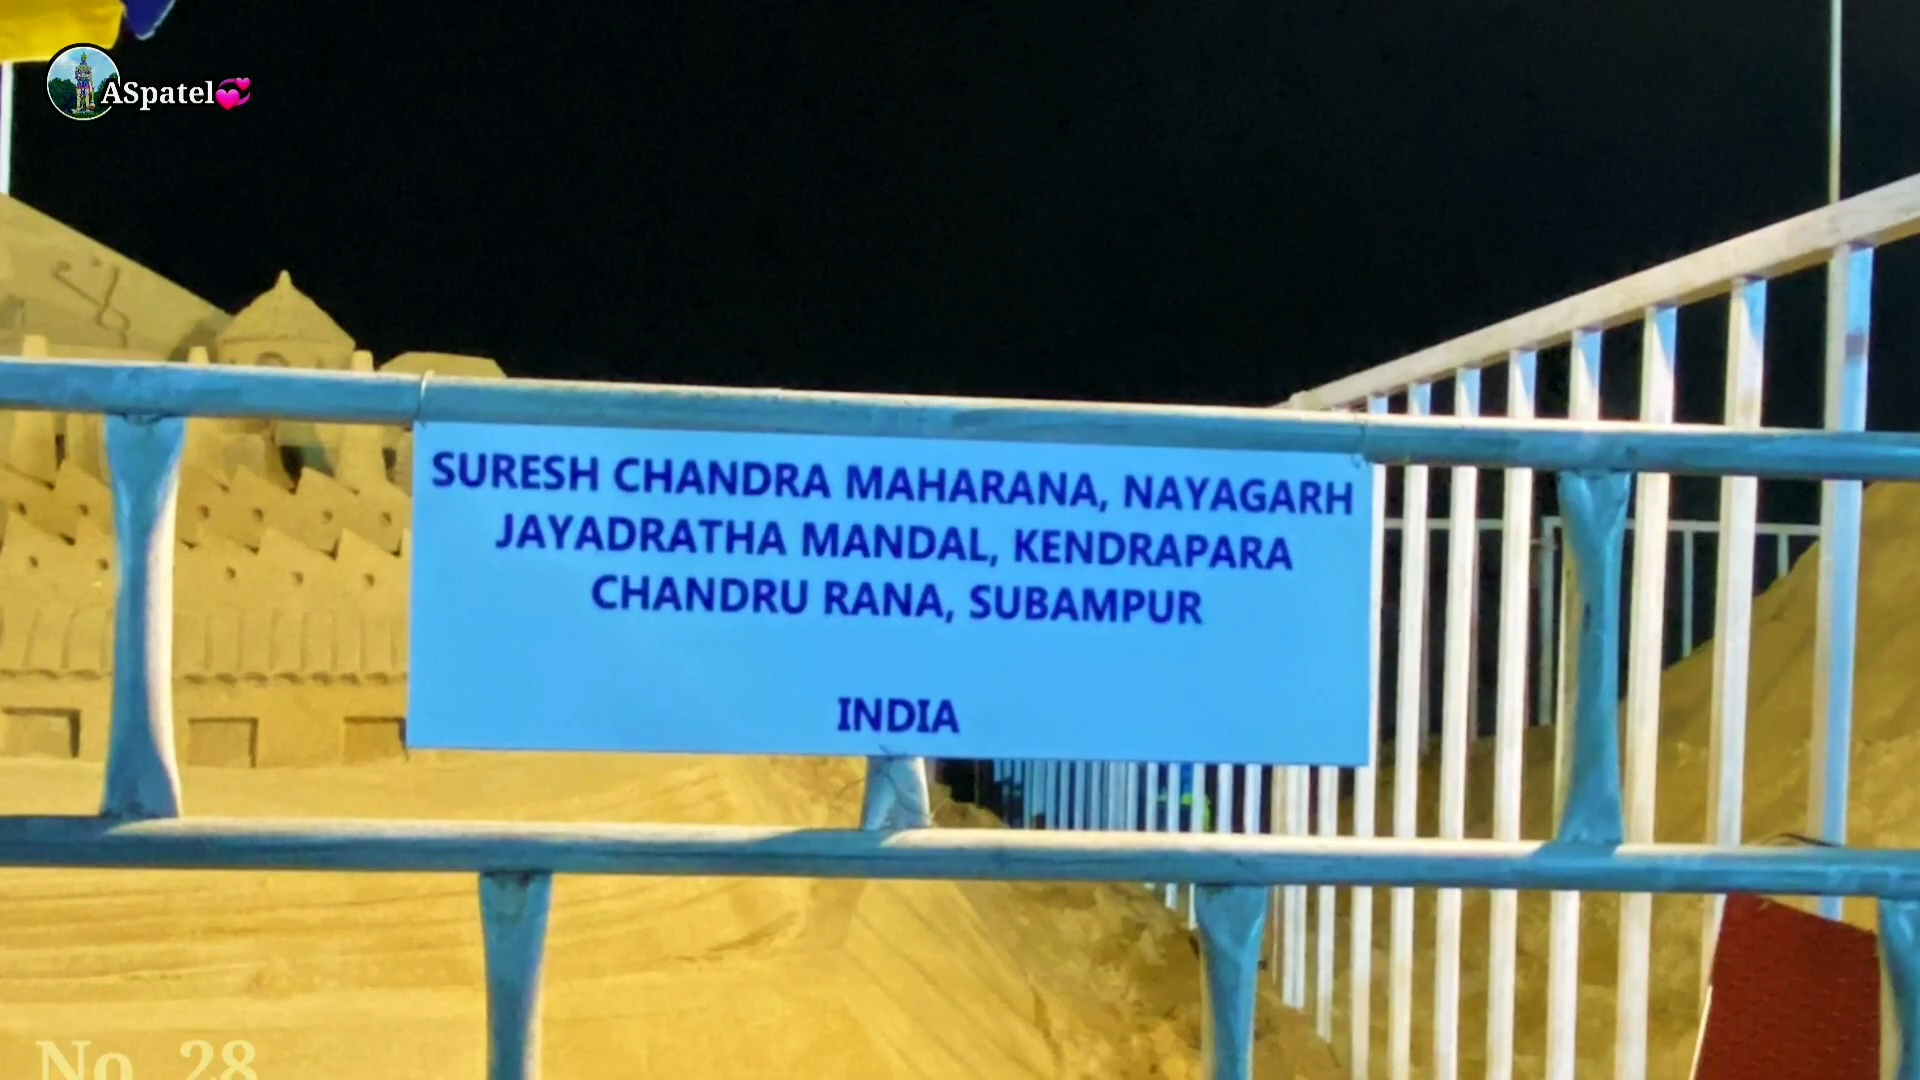 ASpatel
SURESH CHANDRA MAHARANA, NAYAGARH
JAYADRATHA MANDAL, KENDRAPARA
CHANDRU RANA, SUBAMPUR
INDIA
No. 28